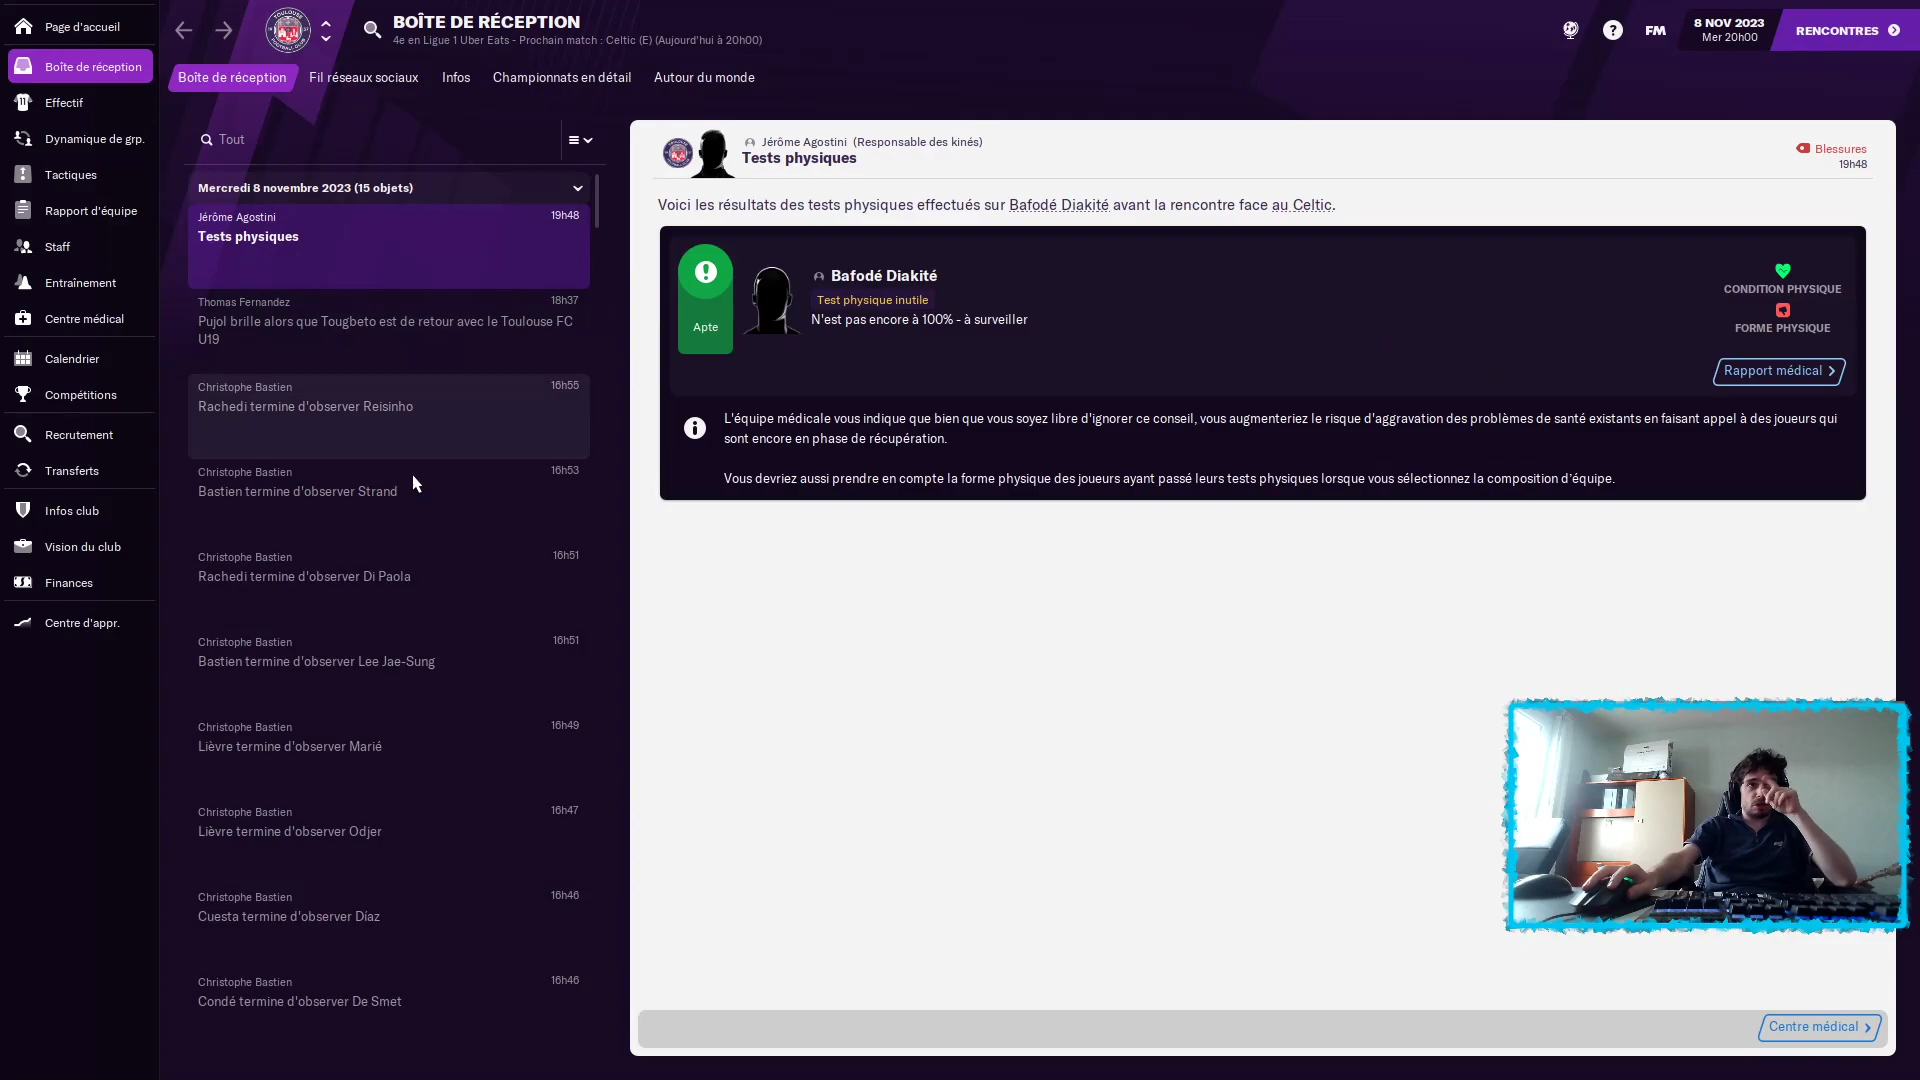 Page d'accueil
Boîte de réception
Effectif
Dynamique de grp.
Tactiques
Rapport d'équipe
Staff
Entraînement
Centre médical
Calendrier
Compétitions
Recrutement
Transferts
Infos club
Vision du club
Finances
Centre d'appr.
BOÎTE DE RÉCEPTION
4e en Ligue 1 Uber Eats - Prochain match : Celtic (E) (Aujourd'hui à 20h00)
FM
8 NOV 2023
Mer 20h00
RENCONTRES
Boîte de réception
Fil réseaux sociaux
Infos
Championnats en détail
Autour du monde
Tout
Mercredi 8 novembre 2023 (15 objets)
Jérôme Agostini 19h48
Tests physiques
Thomas Fernandez 18h37
Pujol brille alors que Tougbeto est de retour avec le Toulouse FC
U19
Christophe Bastien 16h55
Rachedi termine d'observer Reisinho
Christophe Bastien 16h53
Bastien termine d'observer Strand
Christophe Bastien 16h51
Rachedi termine d'observer Di Paola
Christophe Bastien 16h51
Bastien termine d'observer Lee Jae-Sung
Christophe Bastien 16h49
Lièvre termine d'observer Marié
Christophe Bastien 16h47
Lièvre termine d'observer Odjer
Christophe Bastien 16h46
Cuesta termine d'observer Díaz
Christophe Bastien 16h46
Condé termine d'observer De Smet
Jérôme Agostini (Responsable des kinés)
Tests physiques
Blessures
19h48
Voici les résultats des tests physiques effectués sur Bafodé Diakité avant la rencontre face au Celtic.
Apte
Bafodé Diakité
Test physique inutile
N'est pas encore à 100% - à surveiller
CONDITION PHYSIQUE
FORME PHYSIQUE
Rapport médical
L'équipe médicale vous indique que bien que vous soyez libre d'ignorer ce conseil, vous augmenteriez le risque d'aggravation des problèmes de santé existants en faisant appel à des joueurs qui
sont encore en phase de récupération.
Vous devriez aussi prendre en compte la forme physique des joueurs ayant passé leurs tests physiques lorsque vous sélectionnez la composition d'équipe.
Centre médical